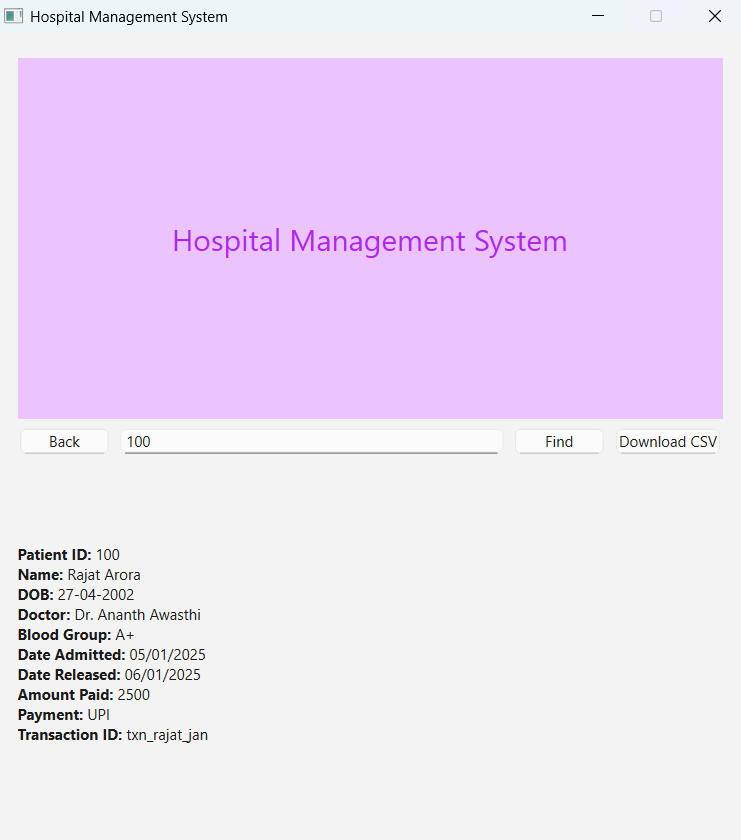 Hospital Management System
Hospital Management System
Back 100 Find Download CSV
Patient ID: 100
Name: Rajat Arora
DOB: 27-04-2002
Doctor: Dr. Ananth Awasthi
Blood Group: A+
Date Admitted: 05/01/2025
Date Released: 06/01/2025
Amount Paid: 2500
Payment: UPI
Transaction ID: txn_rajat_jan